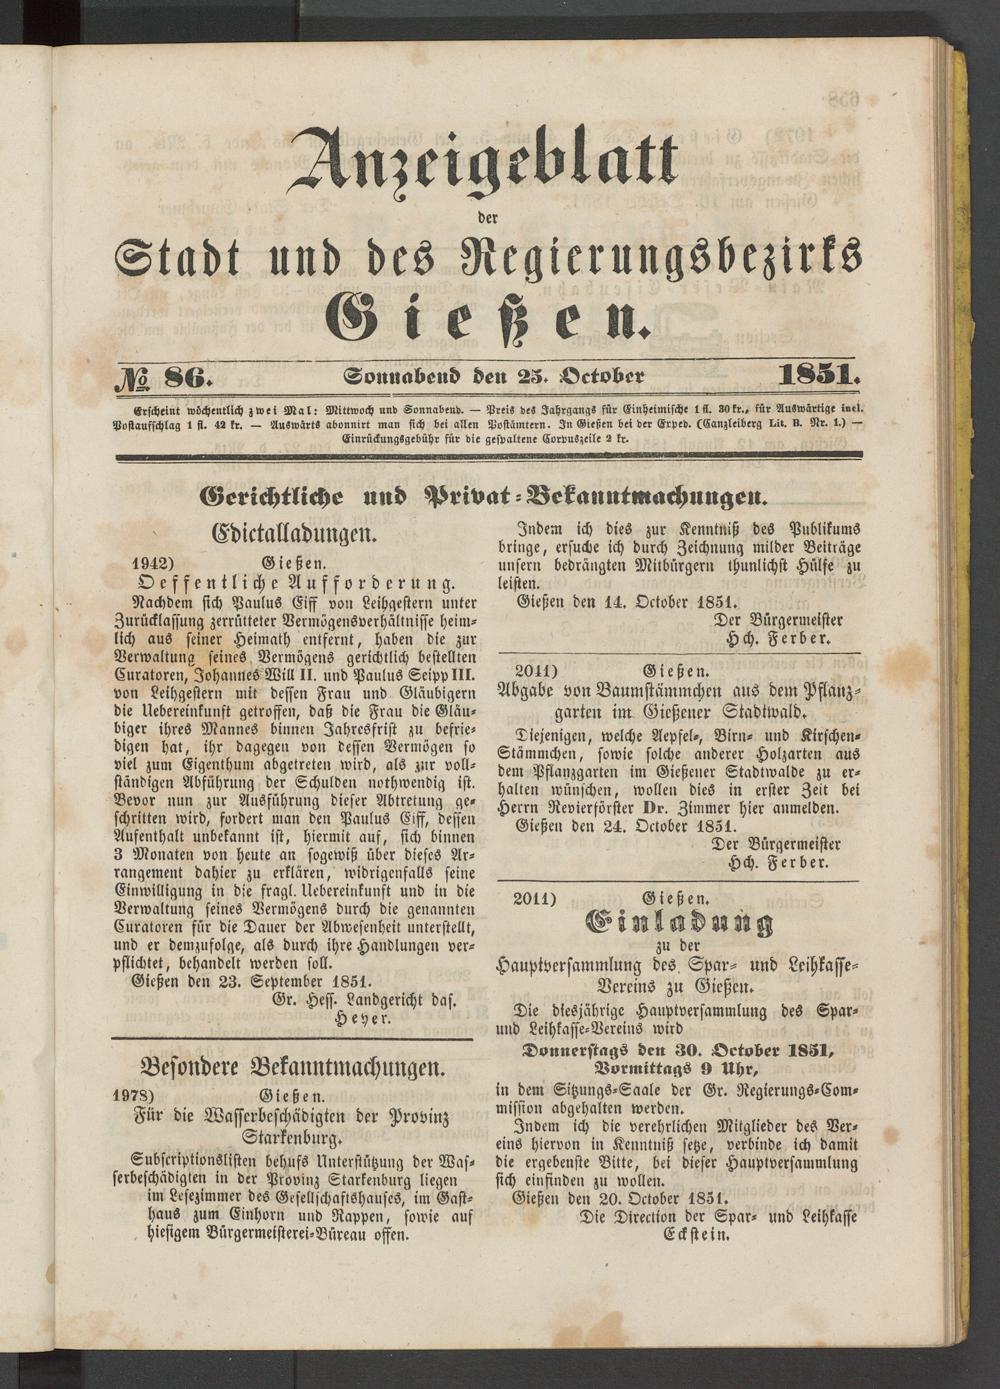 Anzeigeblatt
der
Stadt und des Regierungsbezirks
Gießen.
№ 86. Sonnabend den 25. October 1851.
Erscheint wöchentlich zwei Mal: Mittwoch und Sonnabend. — Preis des Jahrgangs für Einheimische 1 fl. 30 kr., für Auswärtige incl.
Postaufschlag 1 fl. 42 kr. — Auswärts abonnirt man sich bei allen Postämtern. In Gießen bei der Exped. (Canzleiberg Lit. B. Nr. 1.) —
Einrückungsgebühr für die gespaltene Corpuszeile 2 kr.
Gerichtliche und Privat-Bekanntmachungen.
Edictalladungen.
1942) Gießen.
Oeffentliche Aufforderung.
Nachdem sich Paulus Eiff von Leihgestern unter
Zurücklassung zerrütteter Vermögensverhältnisse heim-
lich aus seiner Heimath entfernt, haben die zur
Verwaltung seines Vermögens gerichtlich bestellten
Curatoren, Johannes Will II. und Paulus Seipp III.
von Leihgestern mit dessen Frau und Gläubigern
die Uebereinkunft getroffen, daß die Frau die Gläu-
biger ihres Mannes binnen Jahresfrist zu befrie-
digen hat, ihr dagegen von dessen Vermögen so
viel zum Eigenthum abgetreten wird, als zur voll-
ständigen Abführung der Schulden nothwendig ist.
Bevor nun zur Ausführung dieser Abtretung ge-
schritten wird, fordert man den Paulus Eiff, dessen
Aufenthalt unbekannt ist, hiermit auf, sich binnen
3 Monaten von heute an sogewiß über dieses Ar-
rangement dahier zu erklären, widrigenfalls seine
Einwilligung in die fragl. Uebereinkunft und in die
Verwaltung seines Vermögens durch die genannten
Curatoren für die Dauer der Abwesenheit unterstellt,
und er demzufolge, als durch ihre Handlungen ver-
pflichtet, behandelt werden soll.
Gießen den 23. September 1851.
Gr. Hess. Landgericht das.
Heyer.
Besondere Bekanntmachungen.
1978) Gießen.
Für die Wasserbeschädigten der Provinz
Starkenburg.
Subscriptionslisten behufs Unterstützung der Was-
serbeschädigten in der Provinz Starkenburg liegen
im Lesezimmer des Gesellschaftshauses, im Gast-
haus zum Einhorn und Rappen, sowie auf
hiesigem Bürgermeisterei-Büreau offen.
Indem ich dies zur Kenntniß des Publikums
bringe, ersuche ich durch Zeichnung milder Beiträge
unsern bedrängten Mitbürgern thunlichst Hülfe zu
leisten.
Gießen den 14. October 1851.
Der Bürgermeister
Hch. Ferber.
2011) Gießen.
Abgabe von Baumstämmchen aus dem Pflanz-
garten im Gießener Stadtwald.
Diejenigen, welche Aepfel-, Birn- und Kirschen-
Stämmchen, sowie solche anderer Holzarten aus
dem Pflanzgarten im Gießener Stadtwalde zu er-
halten wünschen, wollen dies in erster Zeit bei
Herrn Revierförster Dr. Zimmer hier anmelden.
Gießen den 24. October 1851.
Der Bürgermeister
Hch. Ferber.
2011) Gießen.
Einladung
zu der
Hauptversammlung des Spar- und Leihkasse-
Vereins zu Gießen.
Die diesjährige Hauptversammlung des Spar-
und Leihkasse-Vereins wird
Donnerstags den 30. October 1851,
Vormittags 9 Uhr,
in dem Sitzungs-Saale der Gr. Regierungs-Com-
mission abgehalten werden.
Indem ich die verehrlichen Mitglieder des Ver-
eins hiervon in Kenntniß setze, verbinde ich damit
die ergebenste Bitte, bei dieser Hauptversammlung
sich einfinden zu wollen.
Gießen den 20. October 1851.
Die Direction der Spar- und Leihkasse
Eckstein.